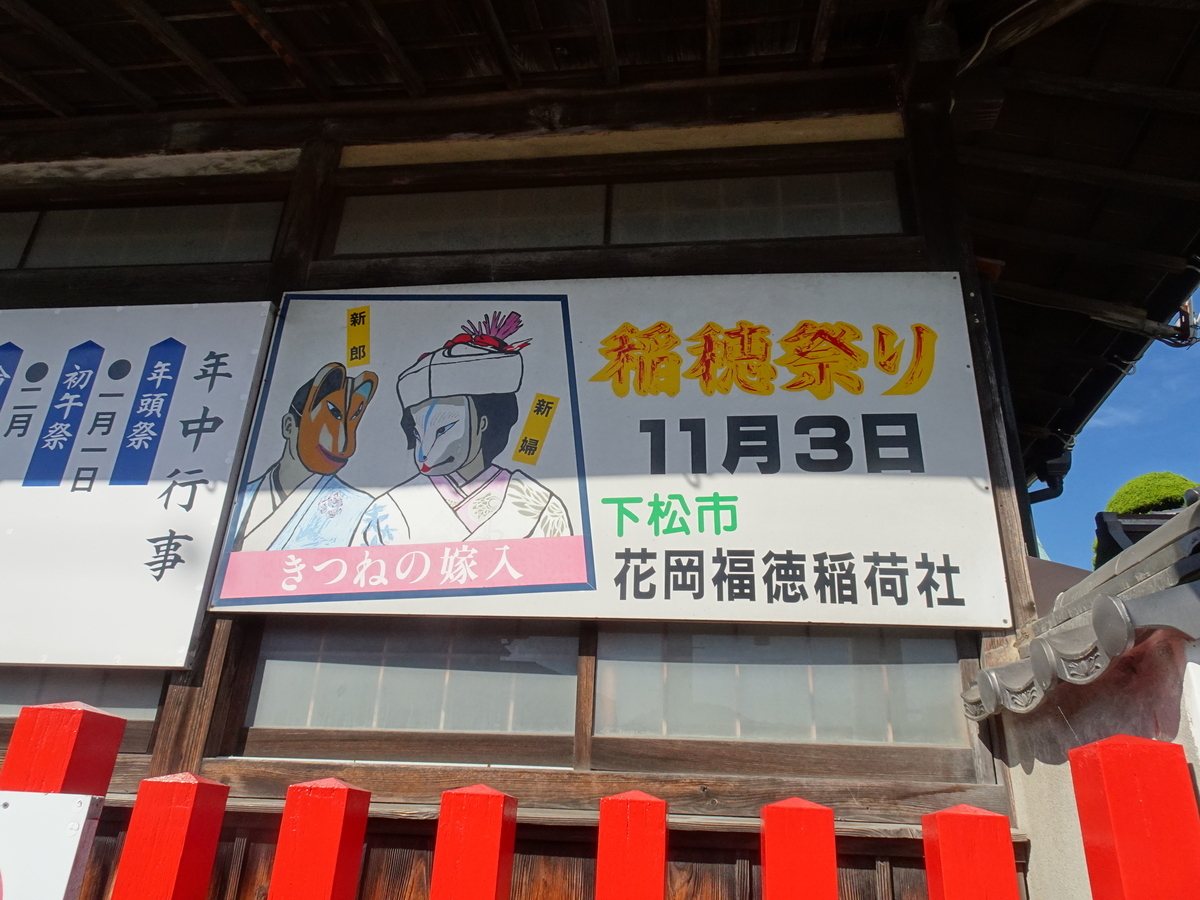 稲穂祭り
11月3日
下松市
花岡福徳稲荷社
新郎
新婦
きつねの嫁入
年中行事
年頭祭
●一月一日
初午祭
●二月